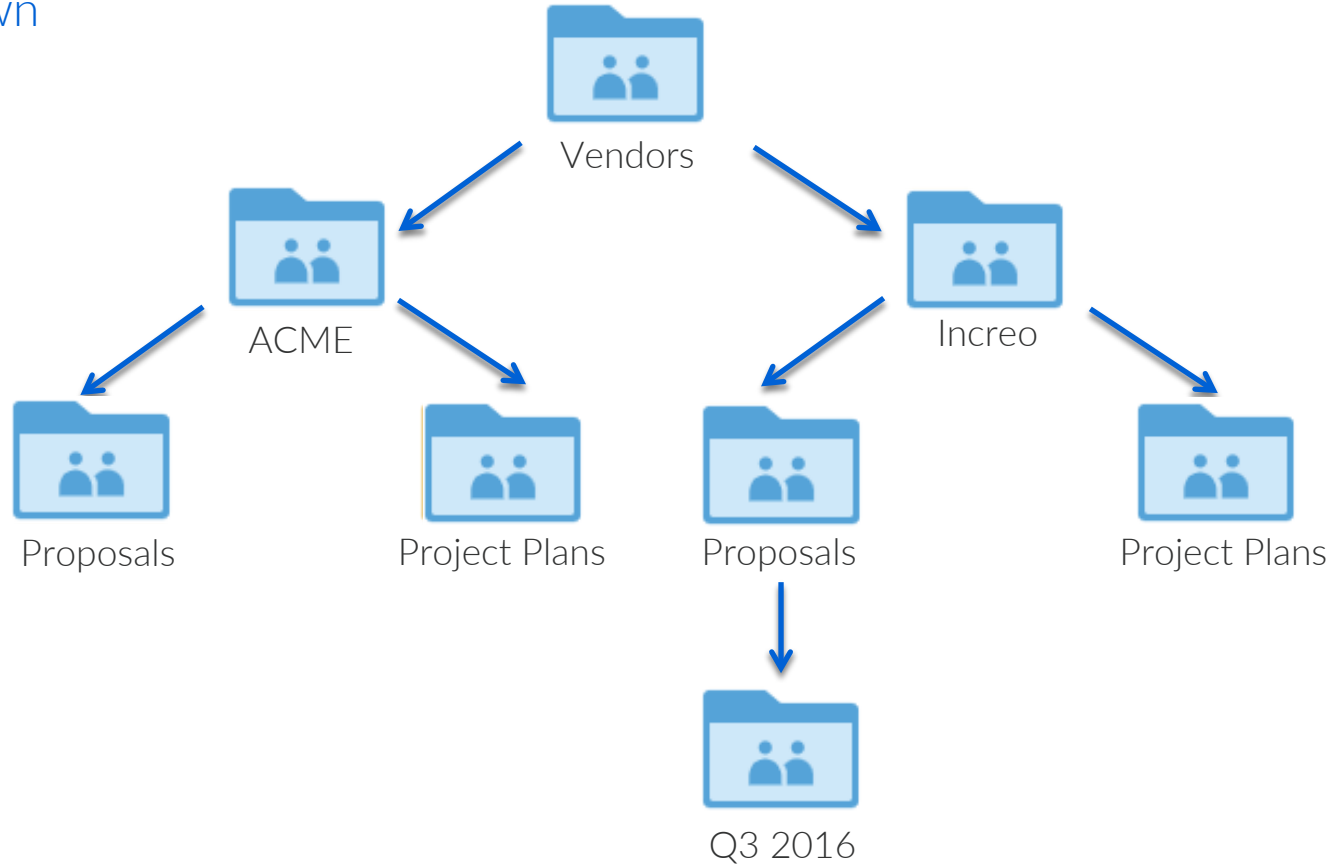 Vendors
ACME
Increo
Proposals
Project Plans
Proposals
Project Plans
Q3 2016